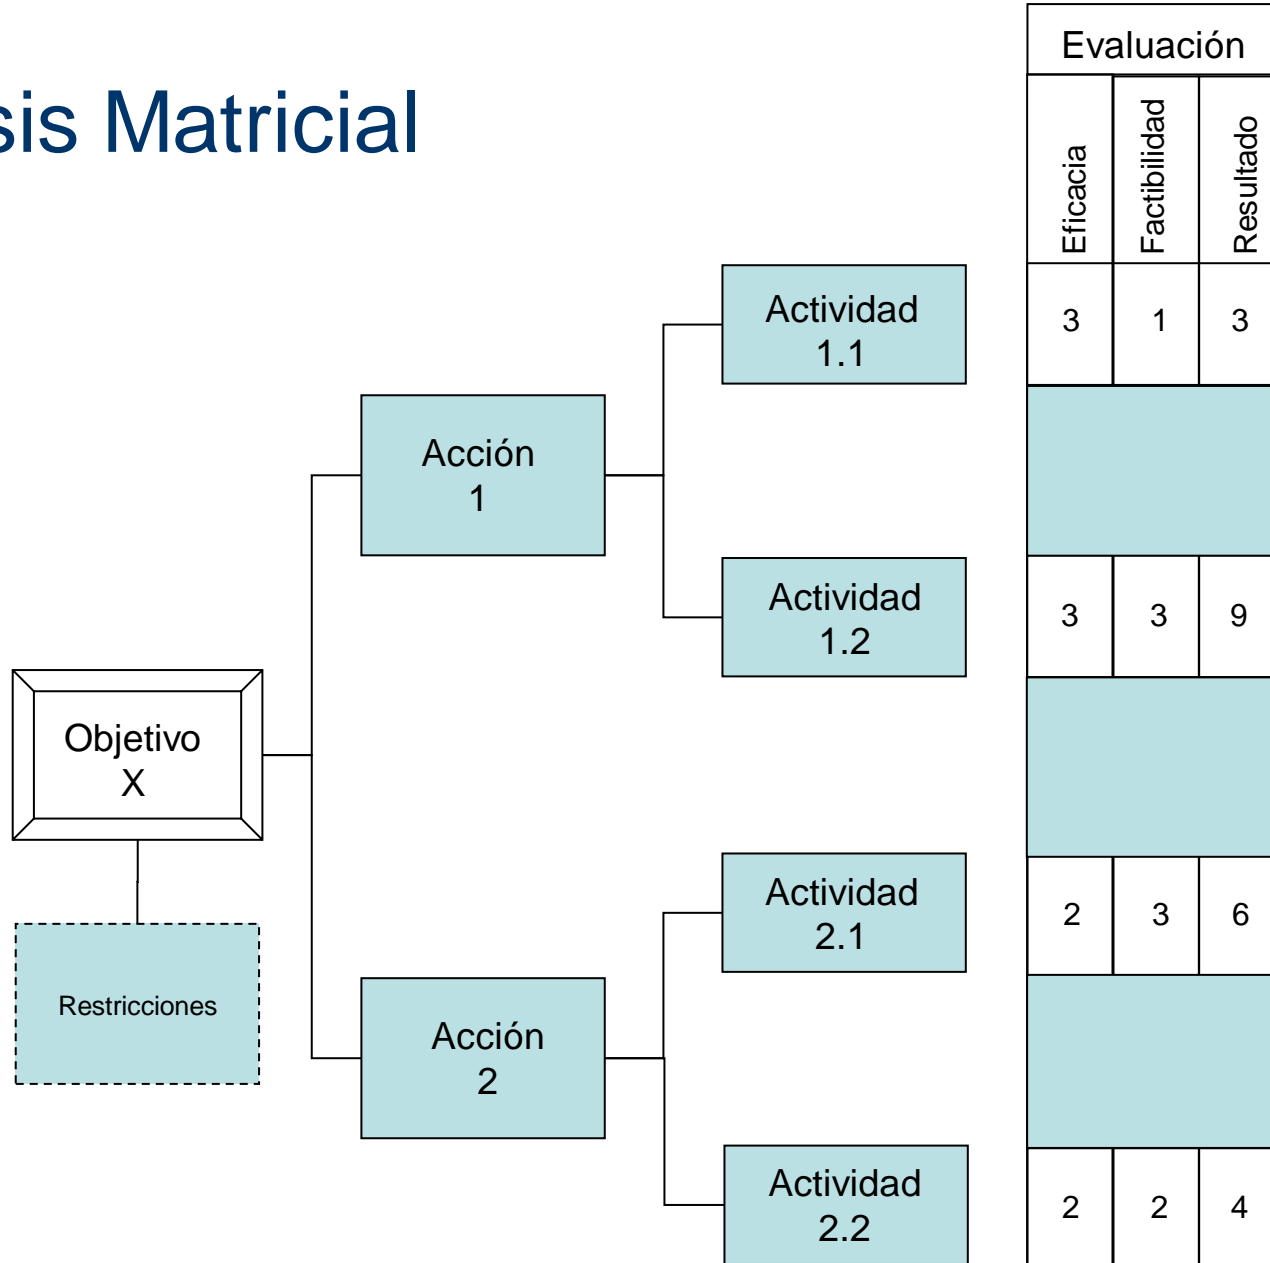 sis Matricial
Evaluación
Eficacia
Factibilidad
Resultado
Actividad
1.1
3 1 3
Acción
1
Actividad
1.2
3 3 9
Objetivo
X
Restricciones
Actividad
2.1
2 3 6
Acción
2
Actividad
2.2
2 2 4